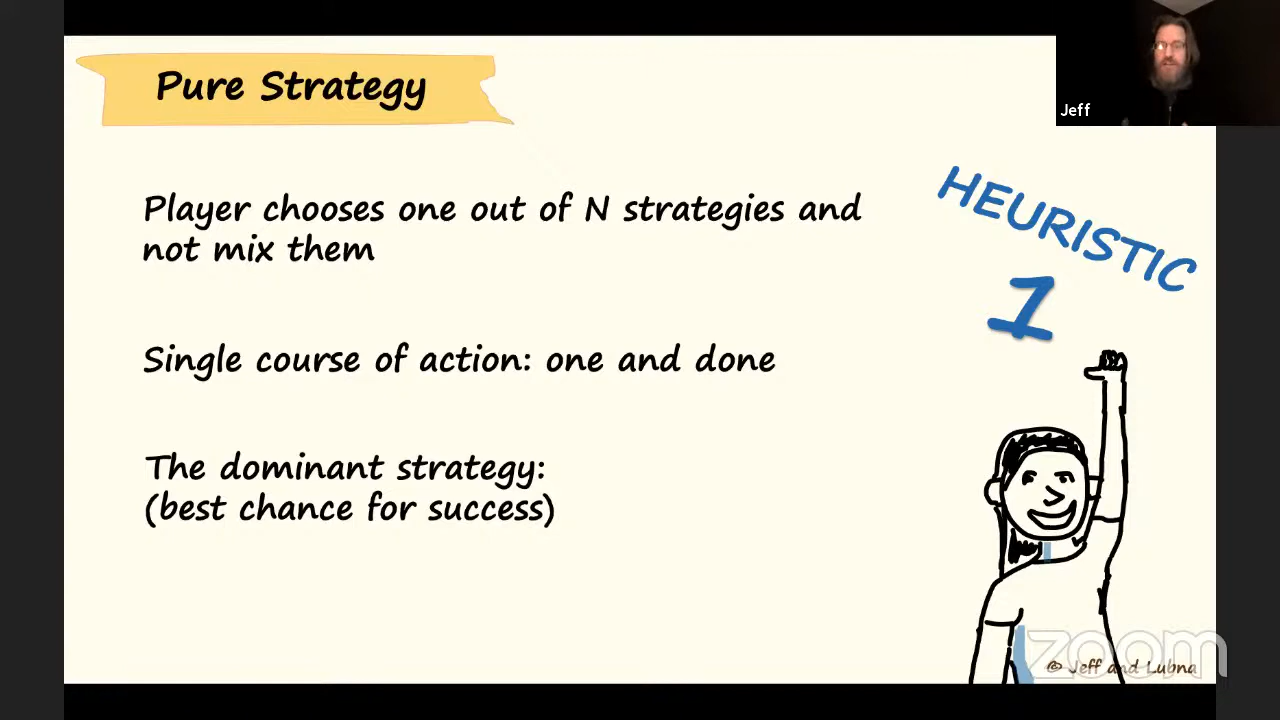 Pure Strategy
Jeff
HEURISTIC
1
Player chooses one out of N strategies and
not mix them
Single course of action: one and done
The dominant strategy:
(best chance for success)
zoom
© Jeff and Lubna